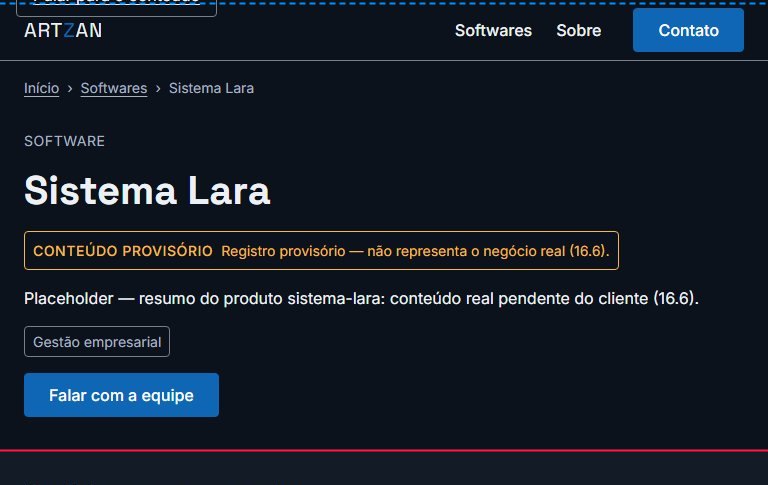 ARTZAN
Softwares
Sobre
Contato
Início › Softwares › Sistema Lara
SOFTWARE
Sistema Lara
CONTEÚDO PROVISÓRIO Registro provisório — não representa o negócio real (16.6).
Placeholder — resumo do produto sistema-lara: conteúdo real pendente do cliente (16.6).
Gestão empresarial
Falar com a equipe